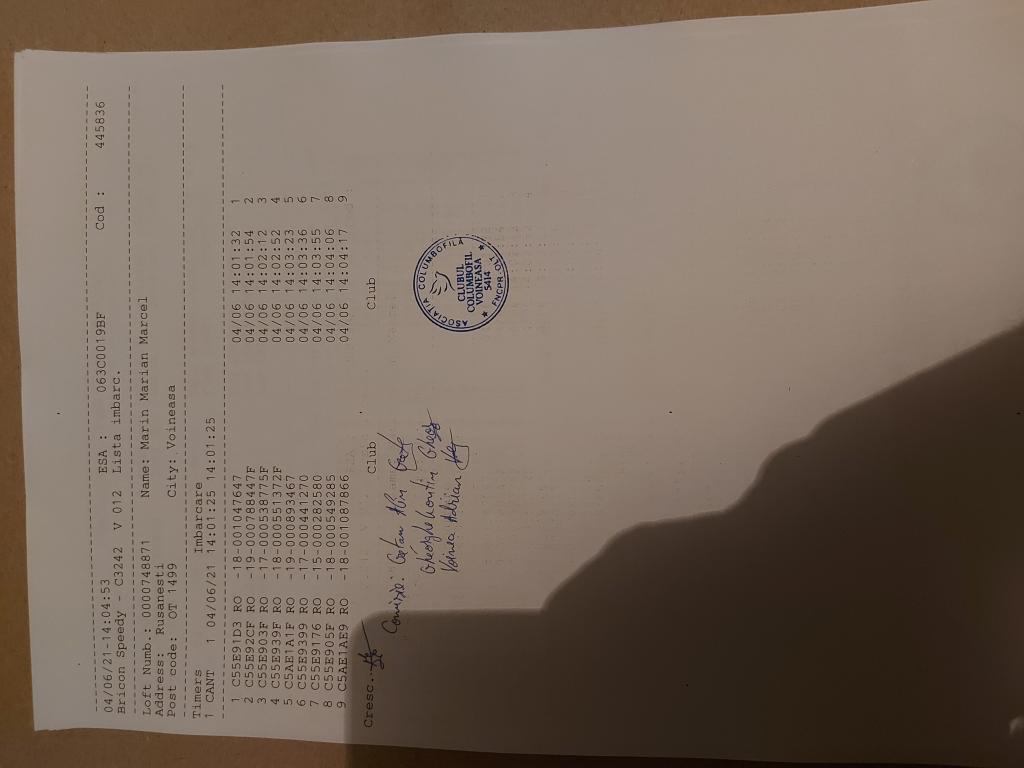 04/06/21-14:04:53 ESA : 063C0019BF Cod : 445836
Bricon Speedy - C3242 V 012 Lista imbarc.
Loft Numb.: 0000748871 Name: Marin Marian Marcel
Address: Rusanesti
Post code: OT 1499 City: Voineasa
Timers Imbarcare
1 CANT 1 04/06/21 14:01:25 14:01:25
1 C55E91D3 RO -18-001047647 04/06 14:01:32 1
2 C55E92CF RO -19-000788447F 04/06 14:01:54 2
3 C55E903F RO -17-000538775F 04/06 14:02:12 3
4 C55E939F RO -18-000551372F 04/06 14:02:52 4
5 C5AE1A1F RO -19-000893467 04/06 14:03:23 5
6 C55E9399 RO -17-000441270 04/06 14:03:36 6
7 C55E9176 RO -15-000282580 04/06 14:03:55 7
8 C55E905F RO -18-000549285 04/06 14:04:06 8
9 C5AE1AE9 RO -18-001087866 04/06 14:04:17 9
Cresc. Club Club
Comisie:
Gheorghe
Voinea Adrian
ASOCIATIA COLUMBOFILA
CLUBUL
COLUMBOFIL
VOINEASA
5414
★ FNCPR-OLT ★